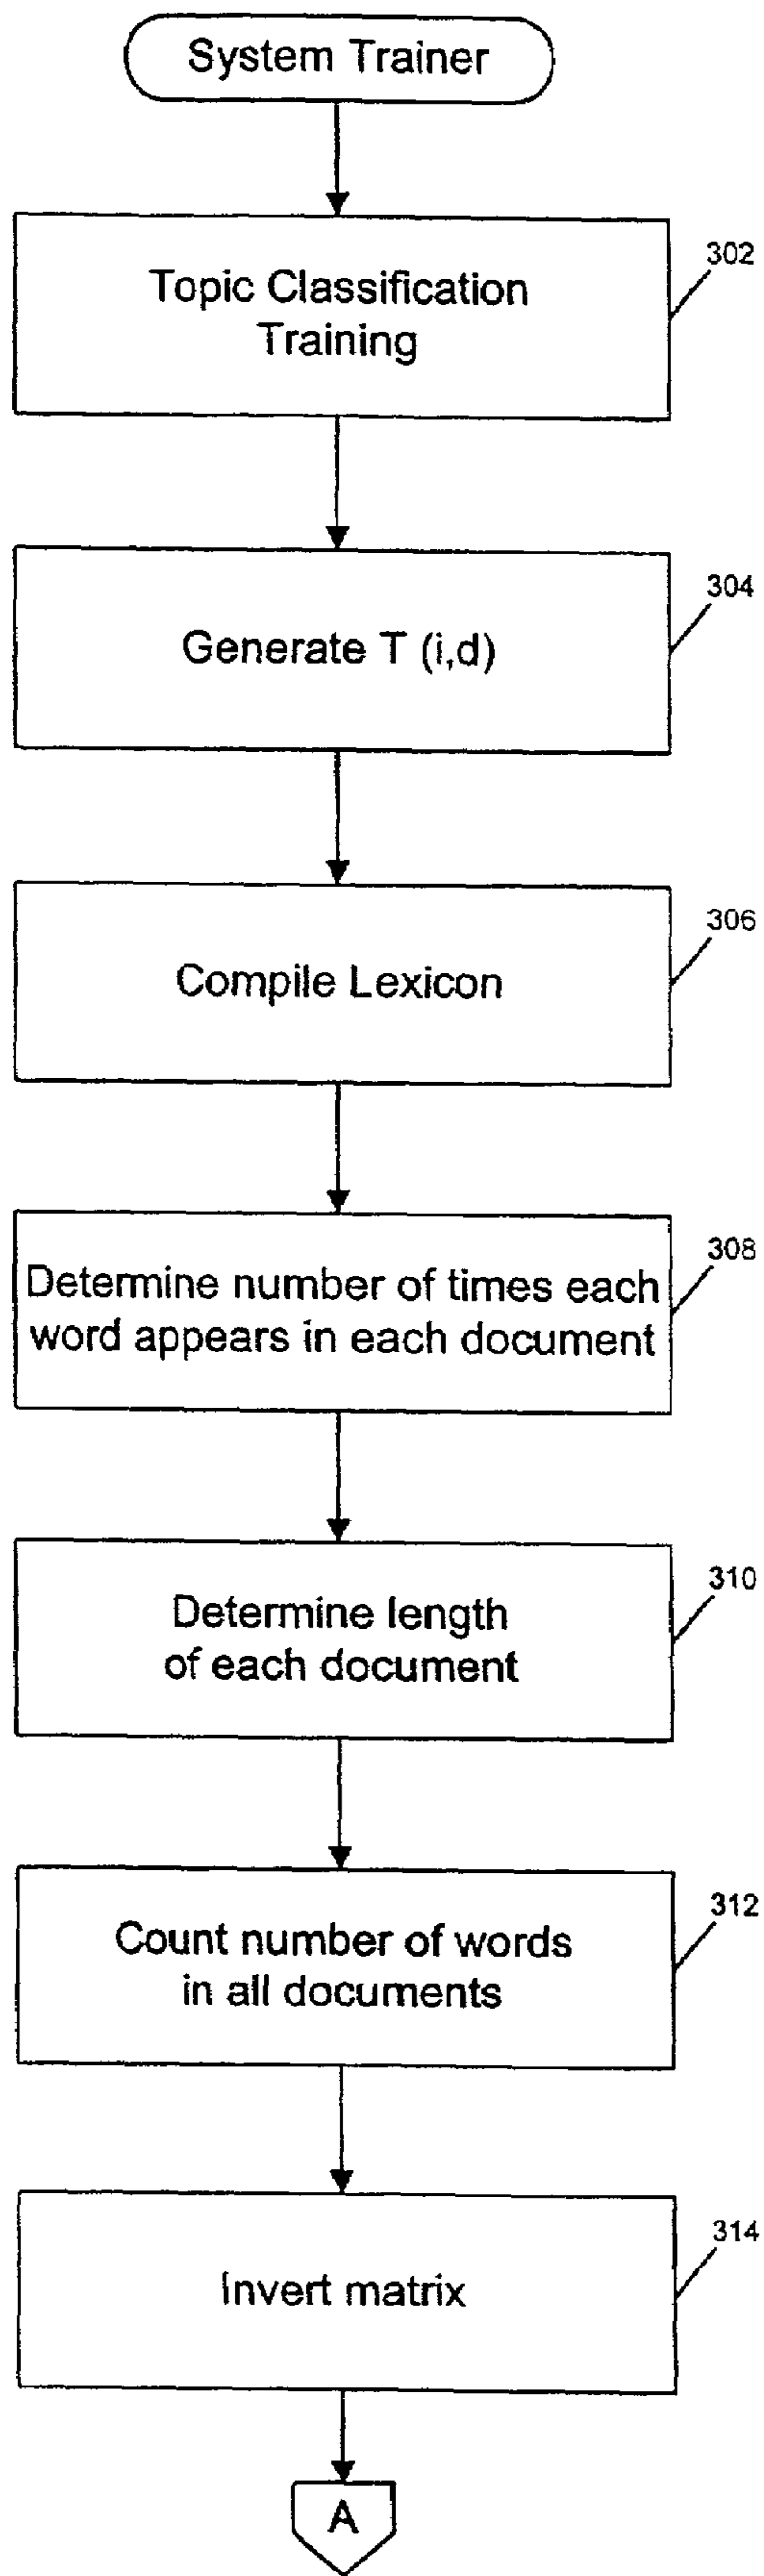 System Trainer
302
Topic Classification
Training
304
Generate T (i,d)
306
Compile Lexicon
308
Determine number of times each
word appears in each document
310
Determine length
of each document
312
Count number of words
in all documents
314
Invert matrix
A